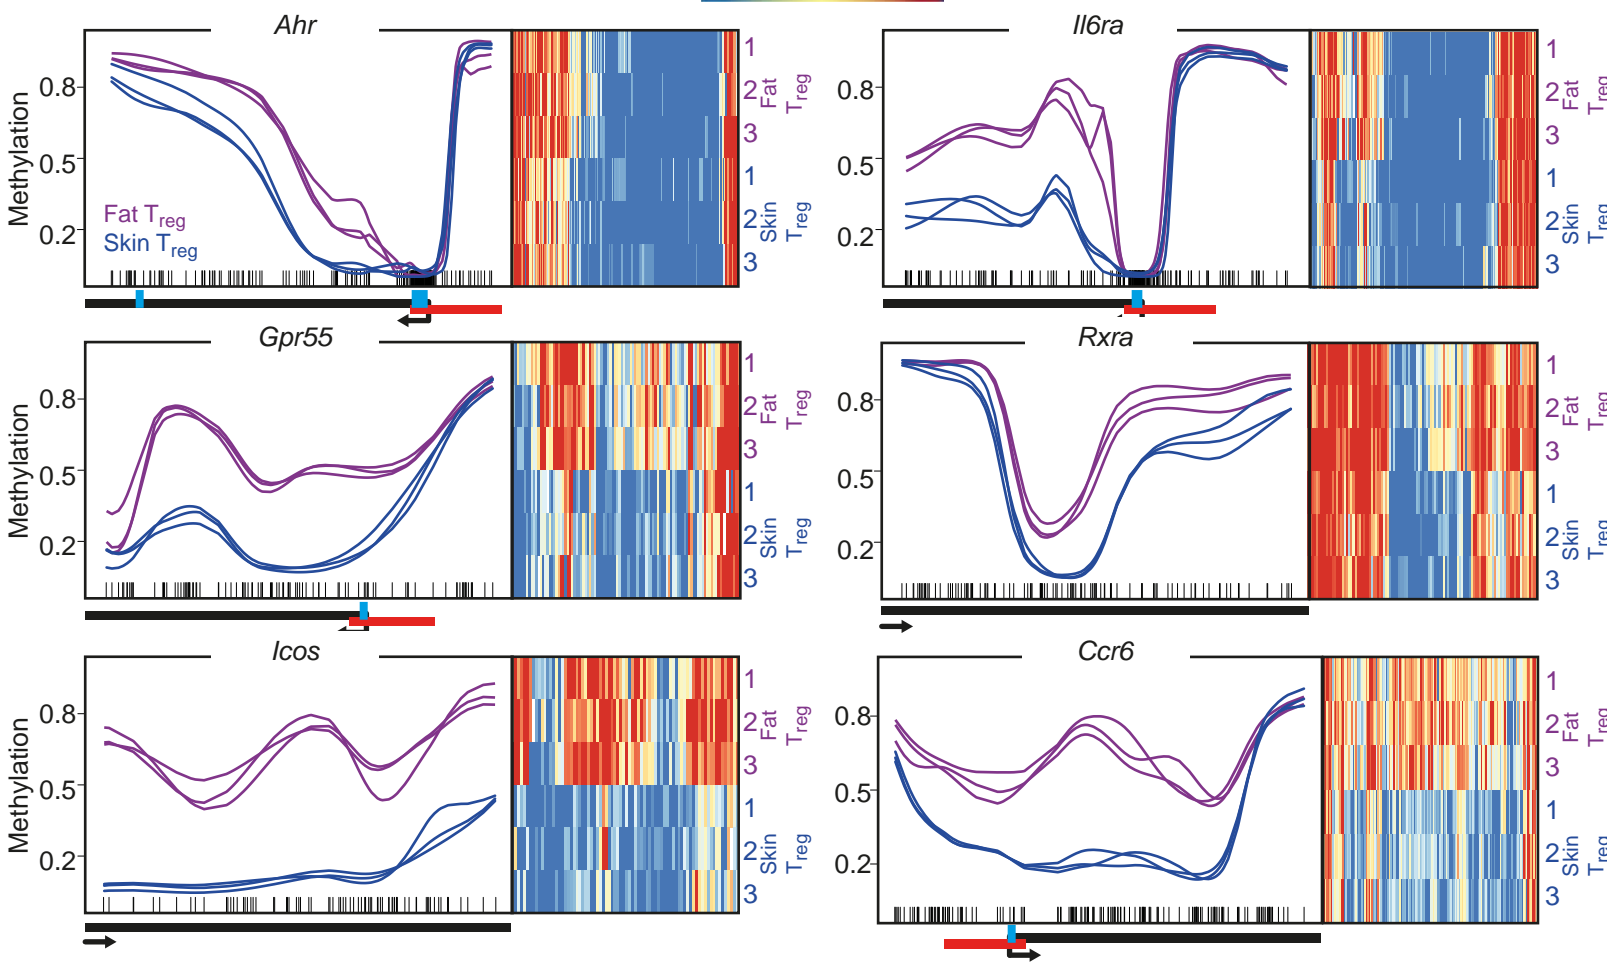 Ahr
Methylation
0.8
0.5
0.2
Fat Treg
Skin Treg
1
2
3
Fat
Treg
1
2
3
Skin
Treg
Il6ra
0.8
0.5
0.2
1
2
3
Fat
Treg
1
2
3
Skin
Treg
Gpr55
Methylation
0.8
0.5
0.2
1
2
3
Fat
Treg
1
2
3
Skin
Treg
Rxra
0.8
0.5
0.2
1
2
3
Fat
Treg
1
2
3
Skin
Treg
Icos
Methylation
0.8
0.5
0.2
1
2
3
Fat
Treg
1
2
3
Skin
Treg
Ccr6
0.8
0.5
0.2
1
2
3
Fat
Treg
1
2
3
Skin
Treg